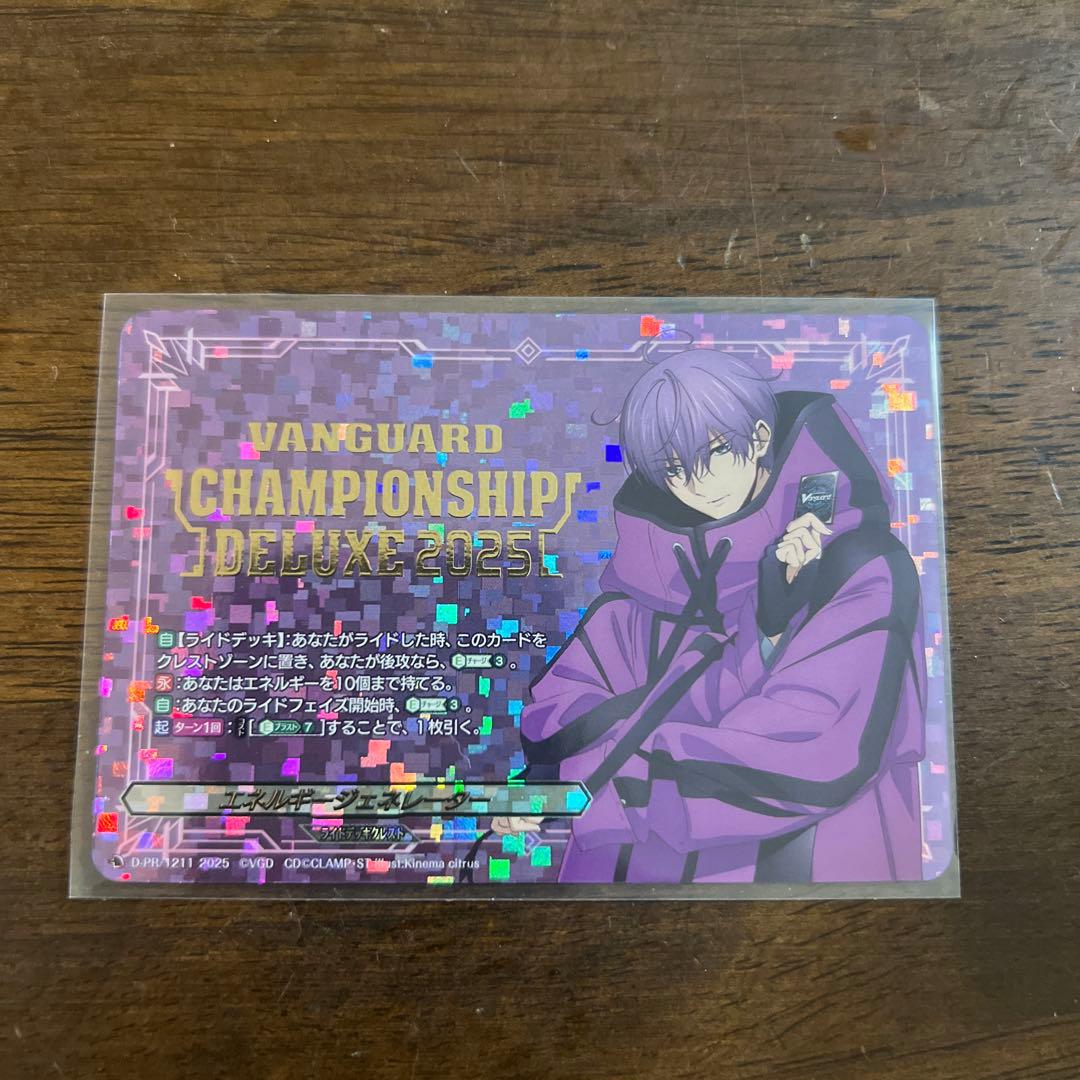 VANGUARD
CHAMPIONSHIP
DELUXE 2025
Vanguard
自【ライドデッキ】:あなたがライドした時、このカードを
クレストゾーンに置き、あなたが後攻なら、Eチャージ3。
永:あなたはエネルギーを10個まで持てる。
自:あなたのライドフェイズ開始時、Eチャージ3。
起ターン1回:コスト[Eブラスト7]することで、1枚引く。
エネルギージェネレーター
ライドデッキクレスト
D-PR/1211 2025 ©VGD CD©CLAMP・ST illust:Kinema citrus